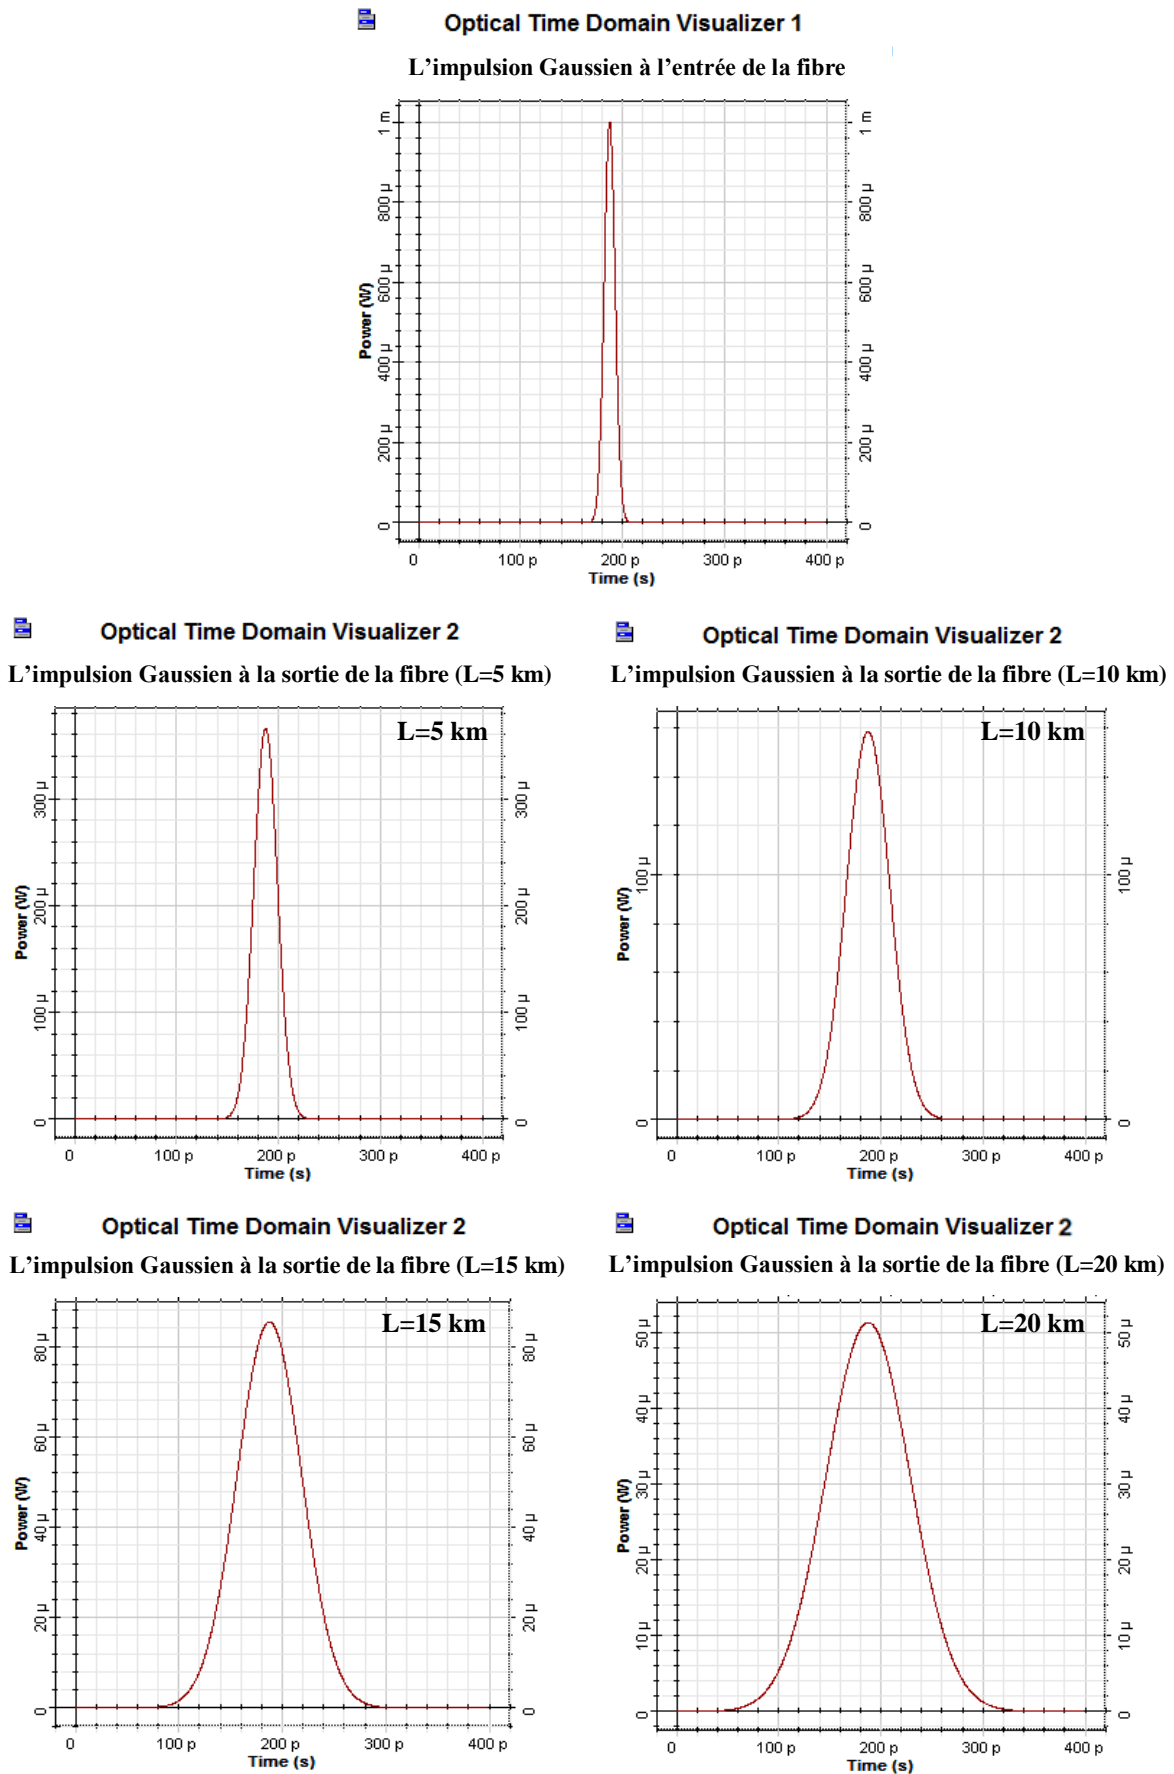 Optical Time Domain Visualizer 1
L'impulsion Gaussien à l'entrée de la fibre
Power (W)
1 m
800 µ
600 µ
400 µ
200 µ
0
1 m
800 µ
600 µ
400 µ
200 µ
0
0 100 p 200 p 300 p 400 p
Time (s)
Optical Time Domain Visualizer 2
L'impulsion Gaussien à la sortie de la fibre (L=5 km)
L=5 km
Power (W)
300 µ
200 µ
100 µ
0
300 µ
200 µ
100 µ
0
0 100 p 200 p 300 p 400 p
Time (s)
Optical Time Domain Visualizer 2
L'impulsion Gaussien à la sortie de la fibre (L=10 km)
L=10 km
Power (W)
100 µ
0
100 µ
0
0 100 p 200 p 300 p 400 p
Time (s)
Optical Time Domain Visualizer 2
L'impulsion Gaussien à la sortie de la fibre (L=15 km)
L=15 km
Power (W)
80 µ
60 µ
40 µ
20 µ
0
80 µ
60 µ
40 µ
20 µ
0
0 100 p 200 p 300 p 400 p
Time (s)
Optical Time Domain Visualizer 2
L'impulsion Gaussien à la sortie de la fibre (L=20 km)
L=20 km
Power (W)
50 µ
40 µ
30 µ
20 µ
10 µ
0
50 µ
40 µ
30 µ
20 µ
10 µ
0
0 100 p 200 p 300 p 400 p
Time (s)